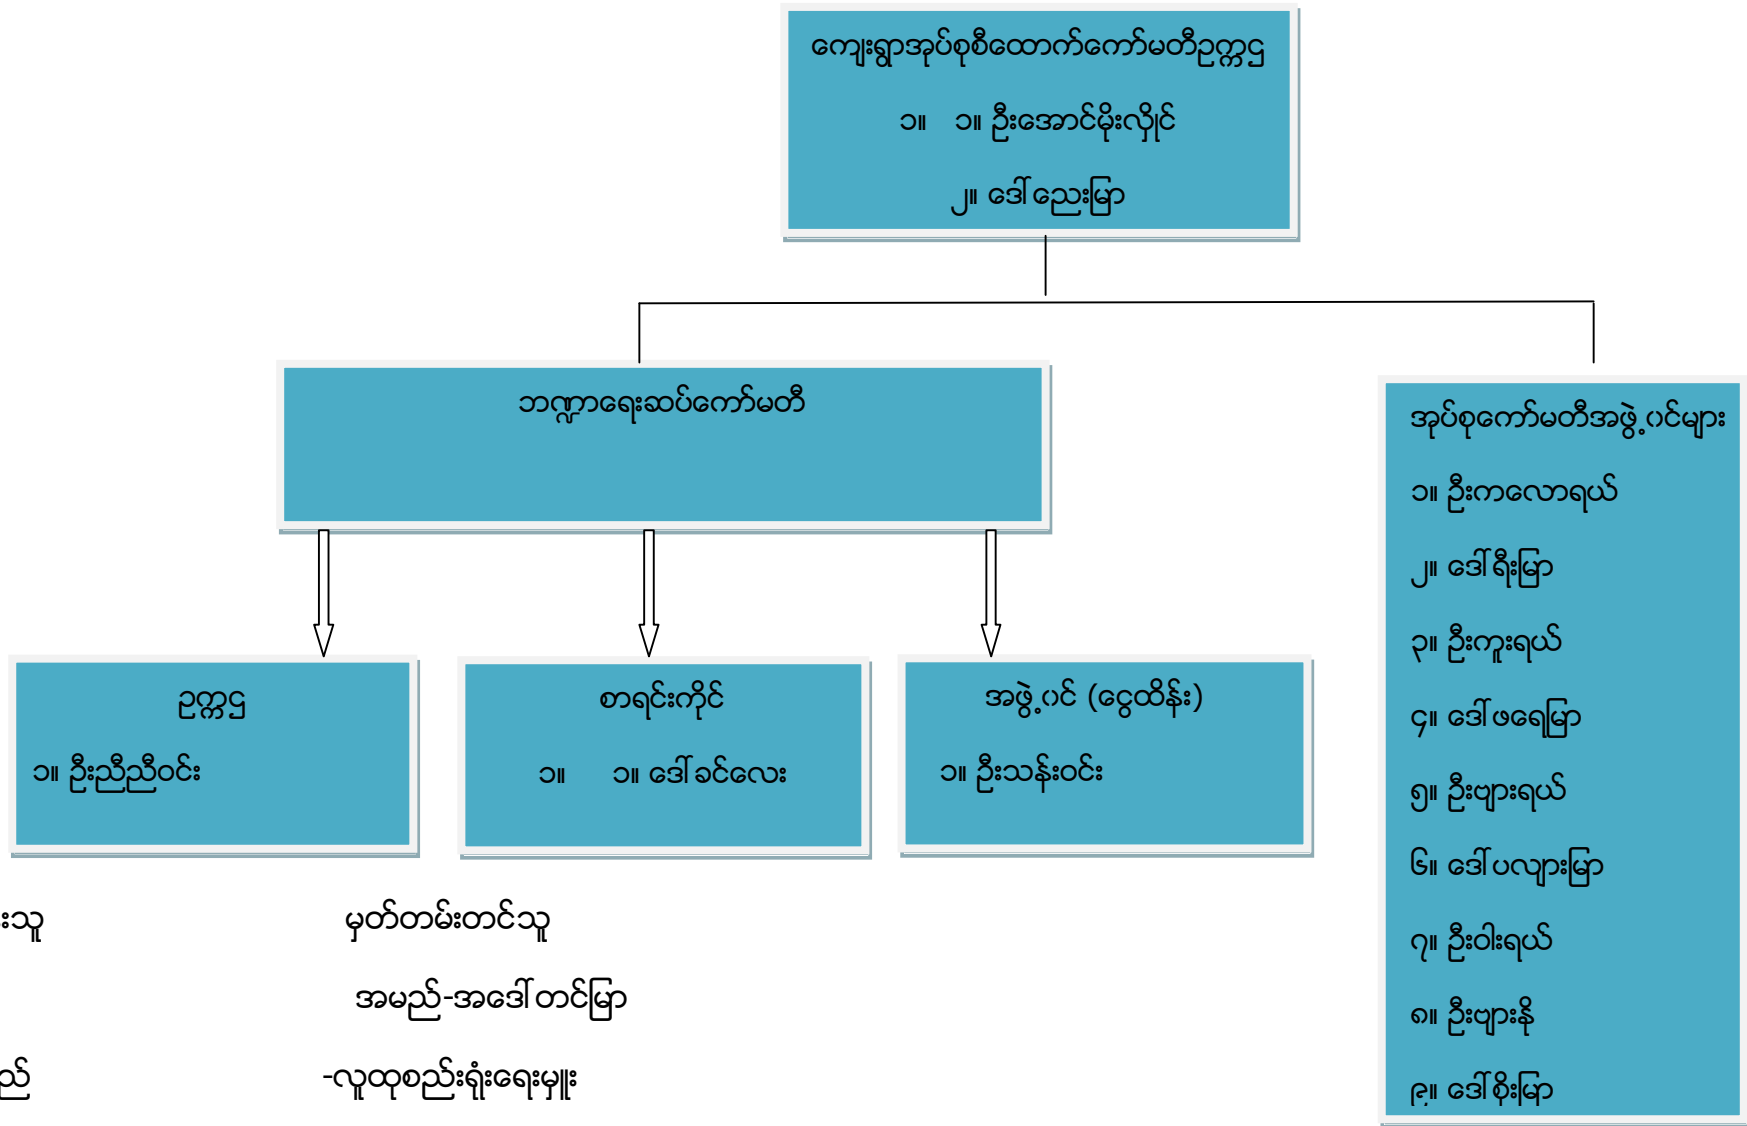 ကျေးရွာအုပ်စုစီထောက်ကော်မတီဥက္ကဌ
၁။ ၁။ ဦးအောင်မိုးလှိုင်
၂။ ဒေါ်ညေးမြာ
ဘဏ္ဍာရေးဆပ်ကော်မတီ
ဥက္ကဌ
၁။ ဦးညီညီဝင်း
စာရင်းကိုင်
၁။ ၁။ ဒေါ်ခင်လေး
အဖွဲ့ဝင် (ငွေထိန်း)
၁။ ဦးသန်းဝင်း
အုပ်စုကော်မတီအဖွဲ့ဝင်များ
၁။ ဦးကလောရယ်
၂။ ဒေါ်ရီးမြာ
၃။ ဦးကူးရယ်
၄။ ဒေါ်ဖရေမြာ
၅။ ဦးဗျားရယ်
၆။ ဒေါ်ပလျားမြာ
၇။ ဦးဝါးရယ်
၈။ ဦးဗျားနိ
၉။ ဒေါ်စိုးမြာ
မှတ်တမ်းတင်သူ
အမည်-အဒေါ်တင်မြာ
-လူထုစည်းရုံးရေးမှူး